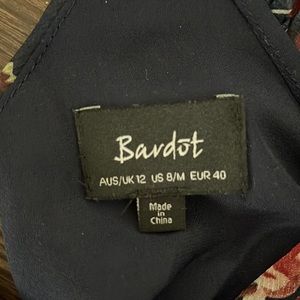 Bardōt
AUS/UK 12 US 8/M EUR 40
Made in
China